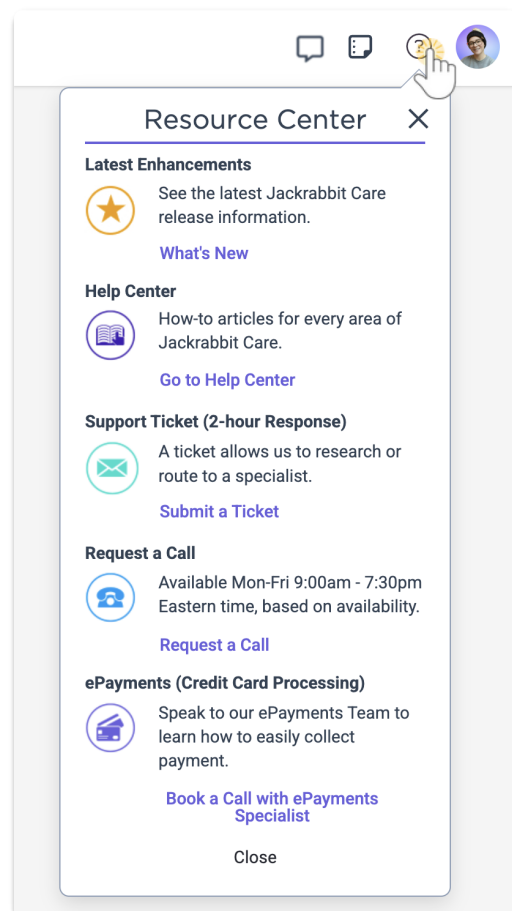 ?
Resource Center
Latest Enhancements
See the latest Jackrabbit Care
release information.
What's New
Help Center
How-to articles for every area of
Jackrabbit Care.
Go to Help Center
Support Ticket (2-hour Response)
A ticket allows us to research or
route to a specialist.
Submit a Ticket
Request a Call
Available Mon-Fri 9:00am - 7:30pm
Eastern time, based on availability.
Request a Call
ePayments (Credit Card Processing)
Speak to our ePayments Team to
learn how to easily collect
payment.
Book a Call with ePayments
Specialist
Close